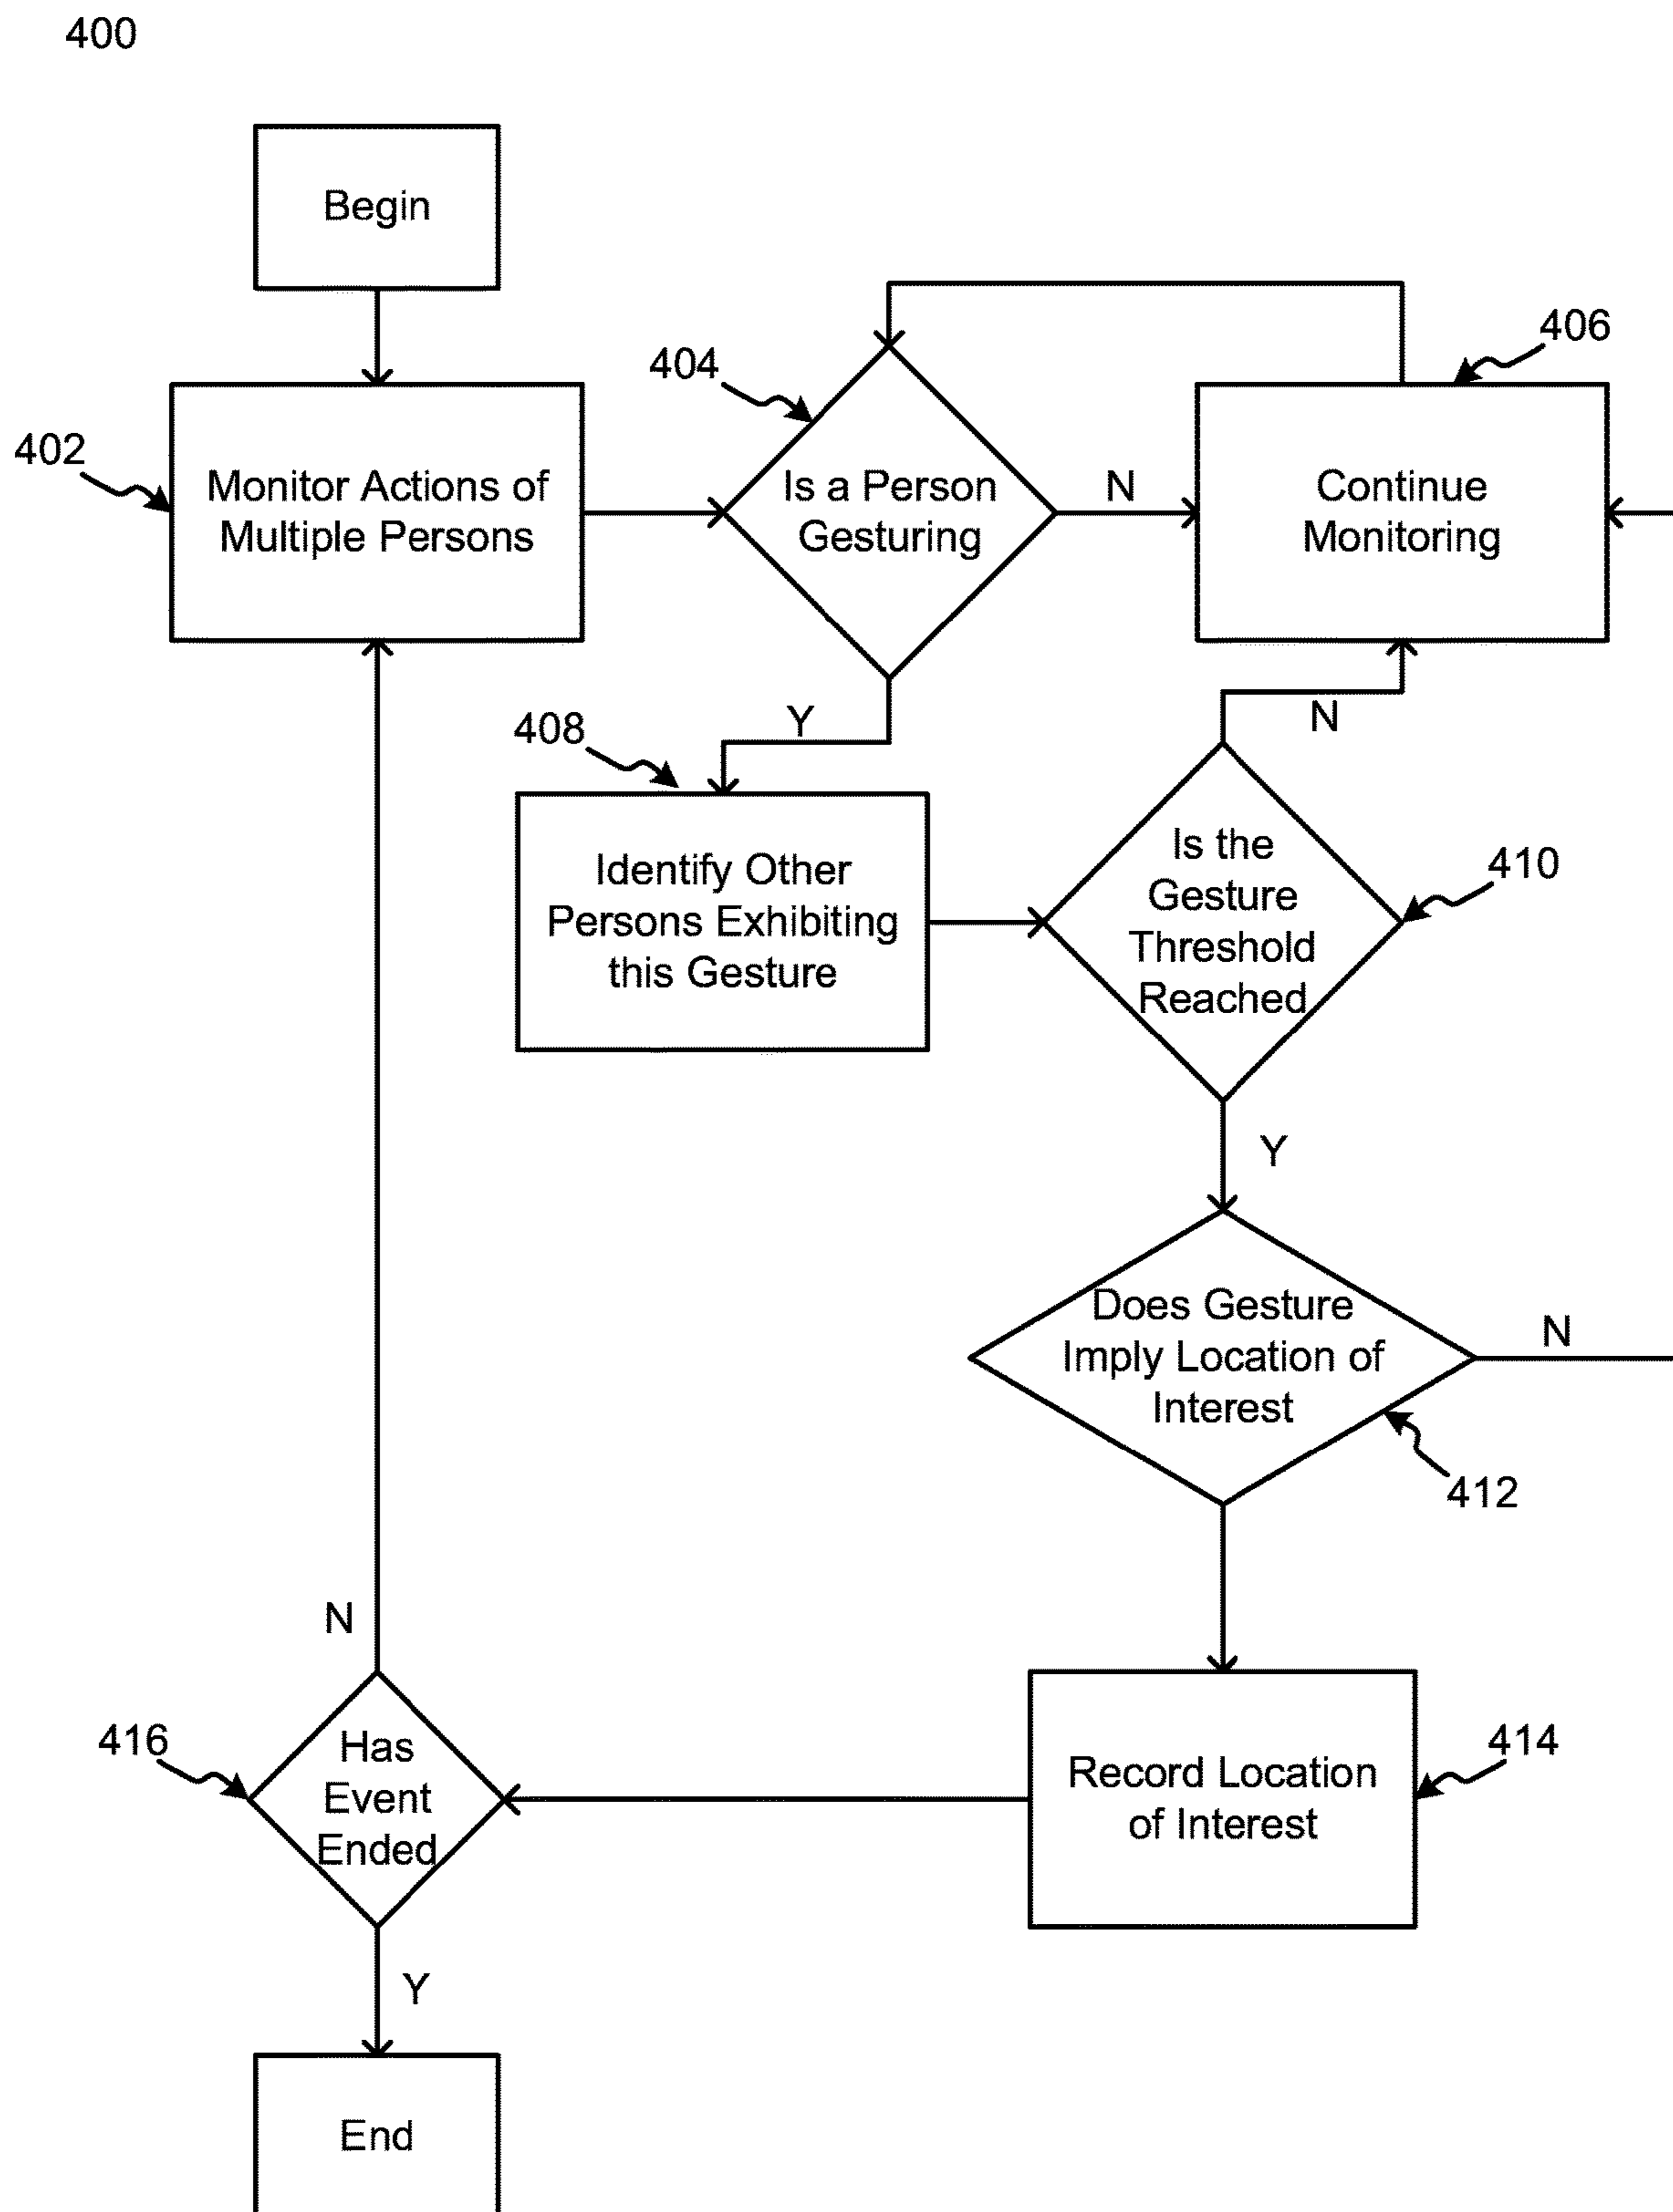 400
Begin
404
406
402
Monitor Actions of
Multiple Persons
Is a Person
Gesturing
N
Continue
Monitoring
408
Y
N
Identify Other
Persons Exhibiting
this Gesture
Is the
Gesture
Threshold
Reached
410
Y
Does Gesture
Imply Location of
Interest
N
412
N
416
Has
Event
Ended
Record Location
of Interest
414
Y
End